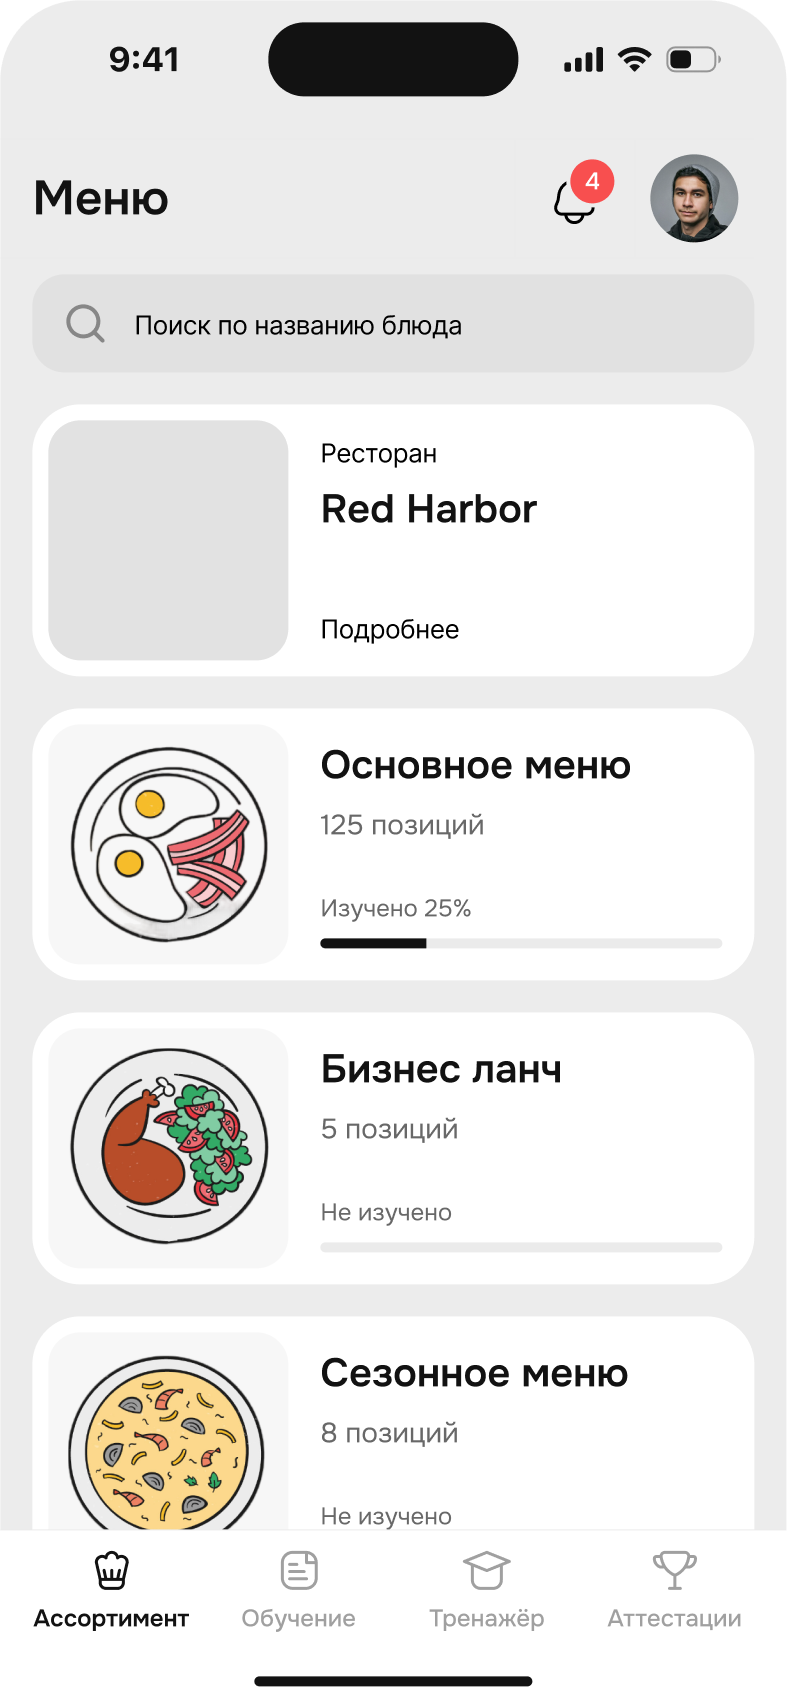 9:41
Меню
4
Поиск по названию блюда
Ресторан
Red Harbor
Подробнее
Основное меню
125 позиций
Изучено 25%
Бизнес ланч
5 позиций
Не изучено
Сезонное меню
8 позиций
Не изучено
Ассортимент
Обучение
Тренажёр
Аттестации